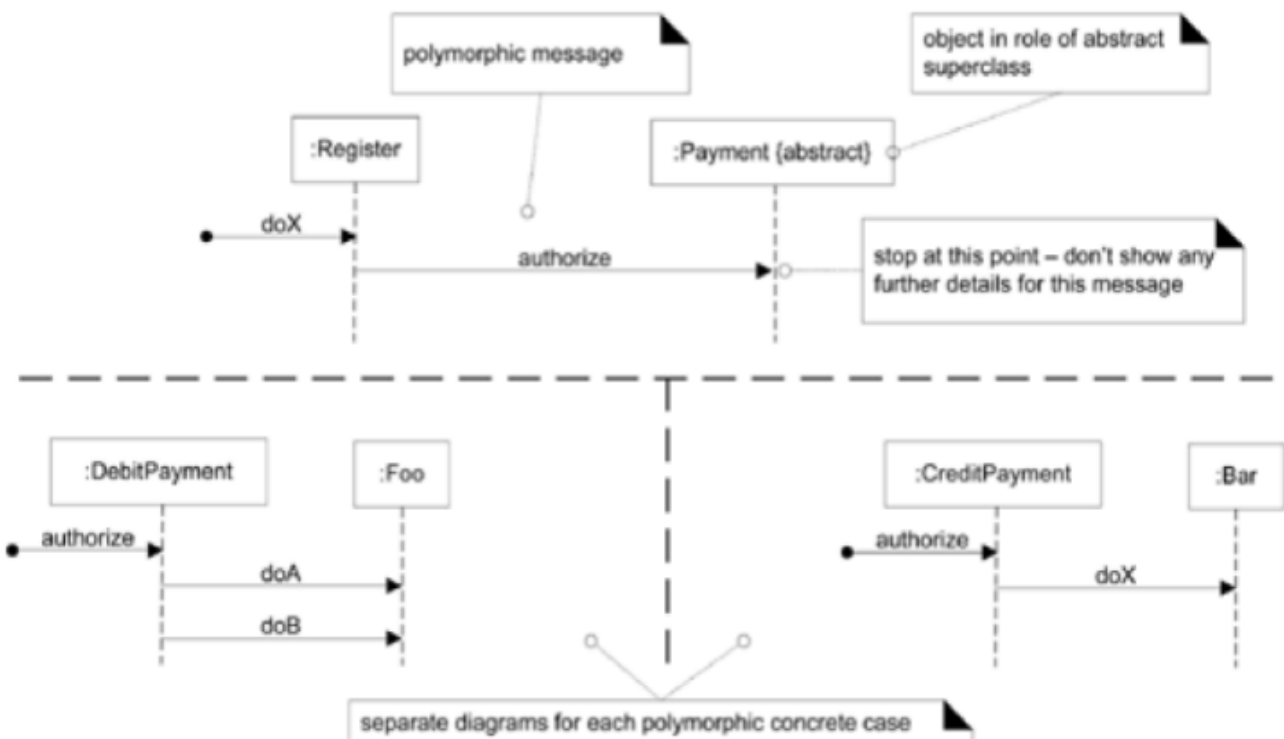 polymorphic message
object in role of abstract
superclass
:Register
:Payment {abstract}
doX
authorize
stop at this point – don't show any
further details for this message
:DebitPayment
:Foo
authorize
doA
doB
:CreditPayment
:Bar
authorize
doX
separate diagrams for each polymorphic concrete case